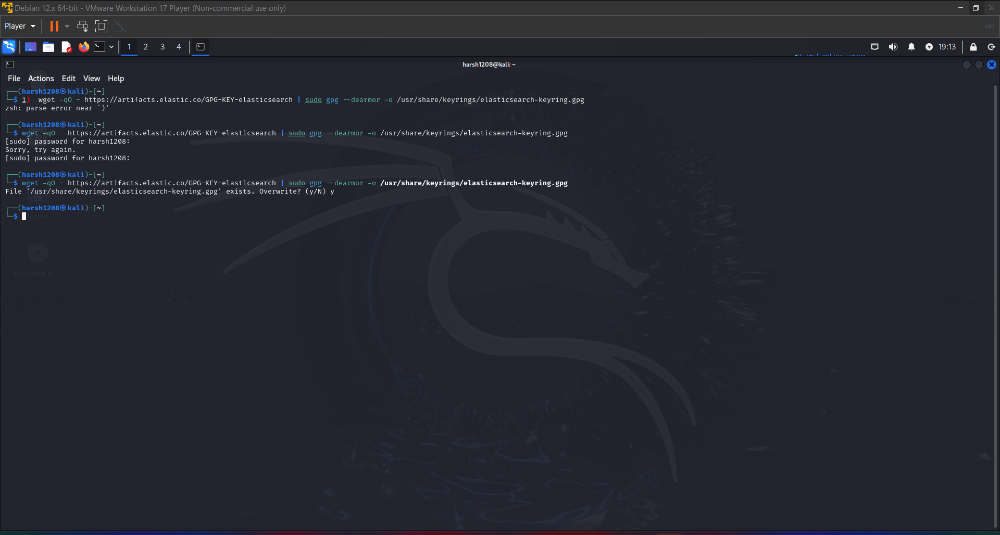 Debian 12.x 64-bit - VMware Workstation 17 Player (Non-commercial use only)
Player
1 2 3 4
19:13
harsh1208@kali: ~
File Actions Edit View Help
┌──(harsh1208㉿kali)-[~]
└─$ 1)  wget -qO - https://artifacts.elastic.co/GPG-KEY-elasticsearch | sudo gpg --dearmor -o /usr/share/keyrings/elasticsearch-keyring.gpg
zsh: parse error near `)'
┌──(harsh1208㉿kali)-[~]
└─$ wget -qO - https://artifacts.elastic.co/GPG-KEY-elasticsearch | sudo gpg --dearmor -o /usr/share/keyrings/elasticsearch-keyring.gpg
[sudo] password for harsh1208:
Sorry, try again.
[sudo] password for harsh1208:
┌──(harsh1208㉿kali)-[~]
└─$ wget -qO - https://artifacts.elastic.co/GPG-KEY-elasticsearch | sudo gpg --dearmor -o /usr/share/keyrings/elasticsearch-keyring.gpg
File '/usr/share/keyrings/elasticsearch-keyring.gpg' exists. Overwrite? (y/N) y
┌──(harsh1208㉿kali)-[~]
└─$
Home
Kali Linux a...